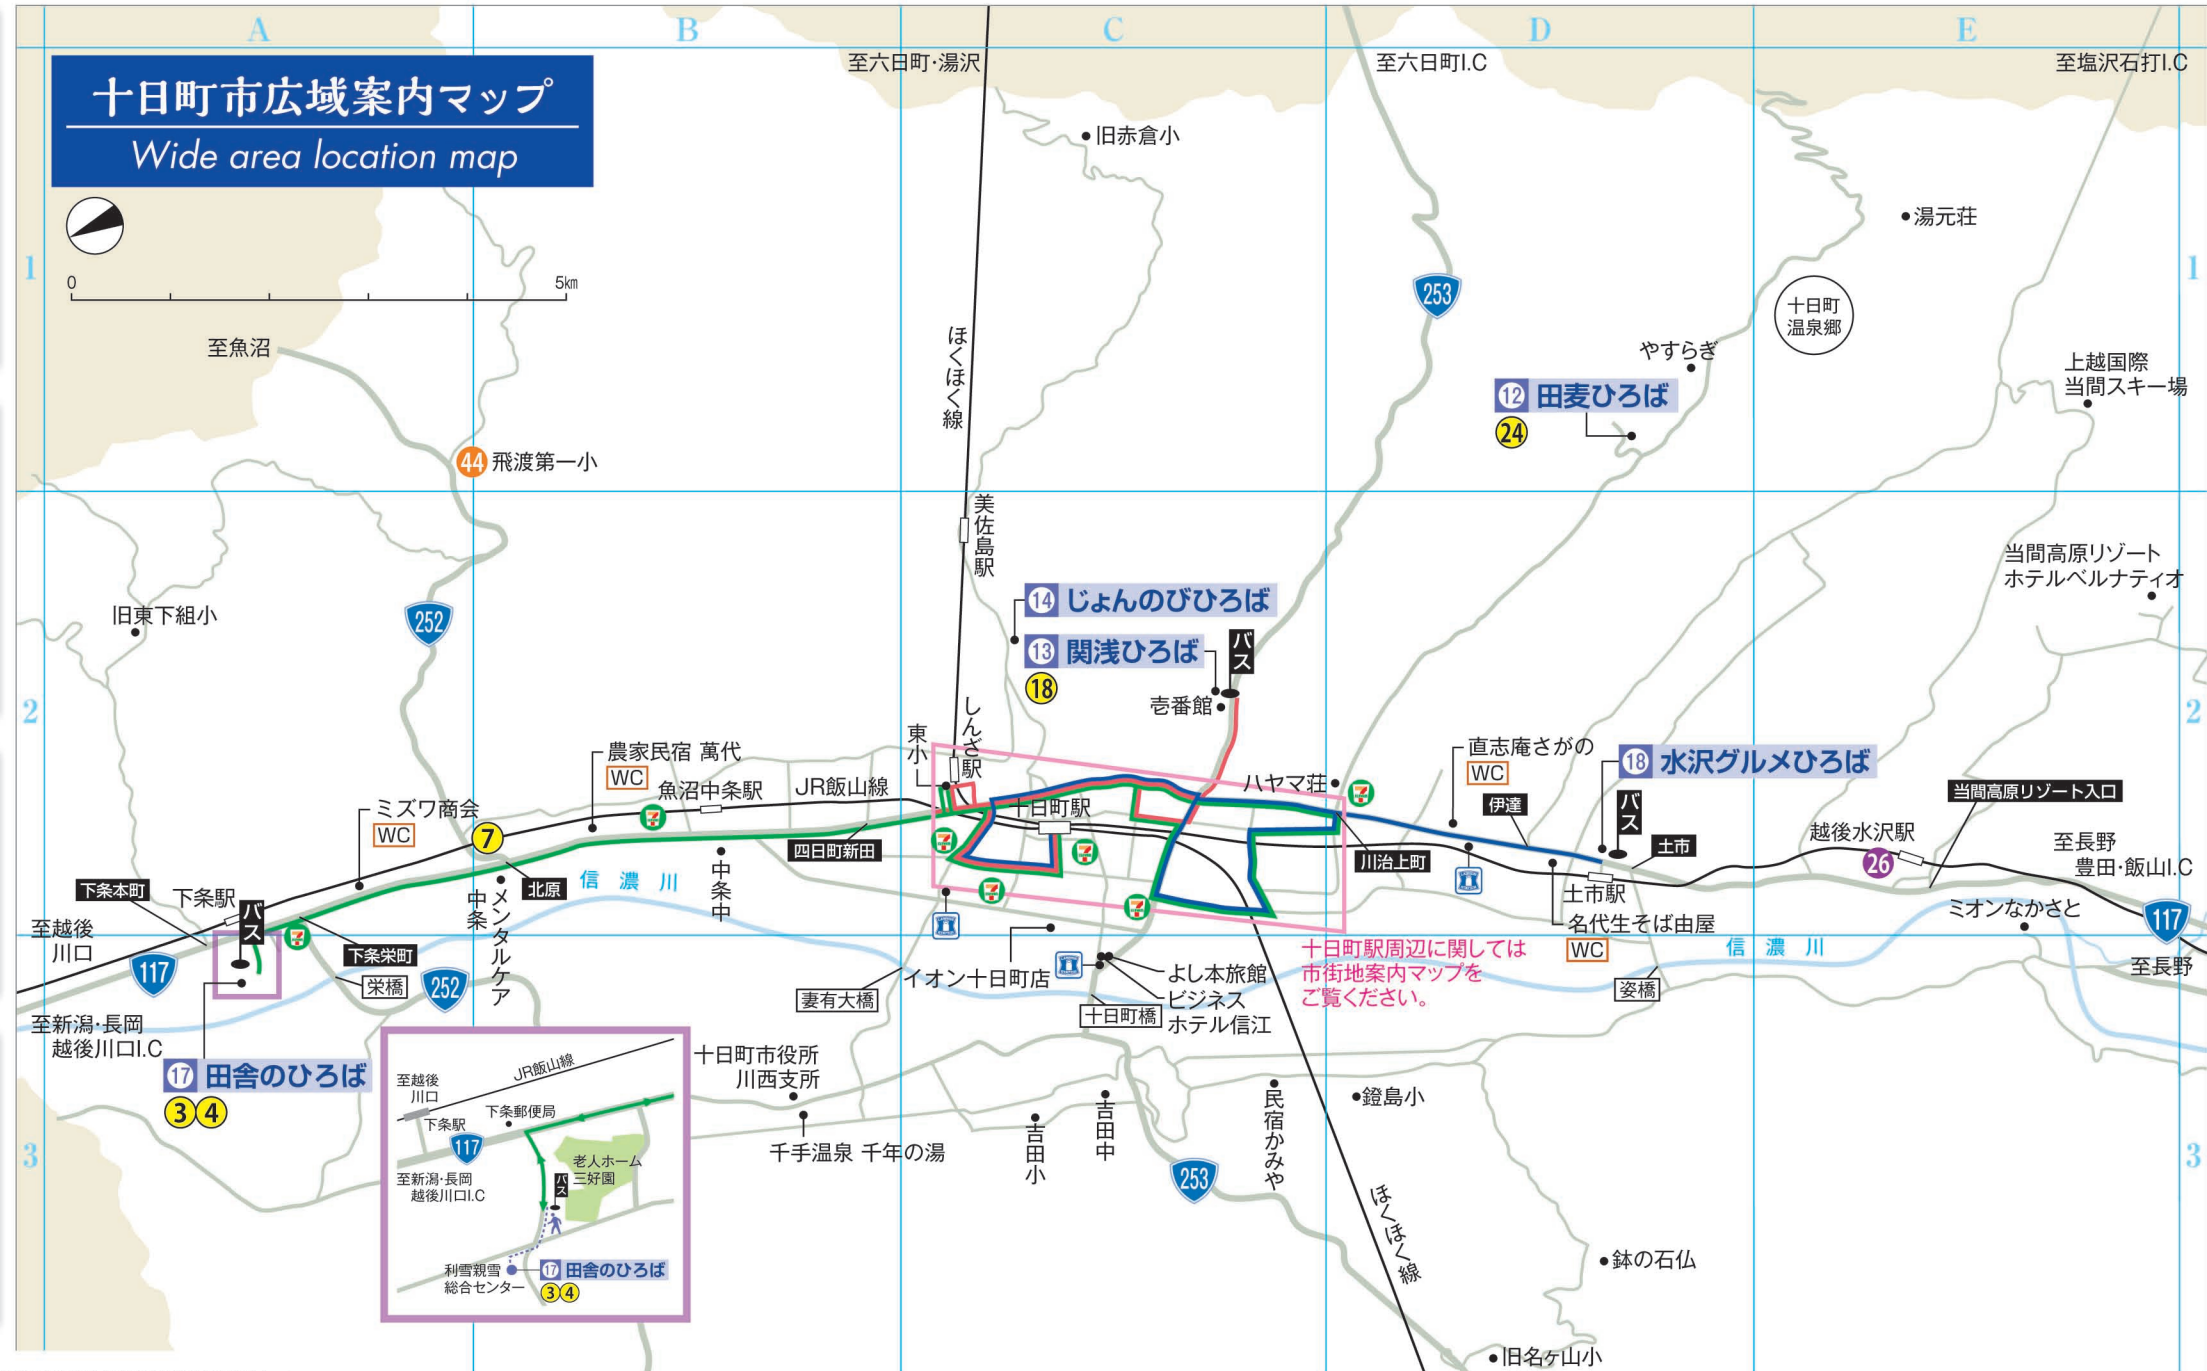 A
B
C
D
E
十日町市広域案内マップ
Wide area location map
0
5km
1
1
2
2
3
3
至六日町・湯沢
至六日町I.C
至塩沢石打I.C
旧赤倉小
湯元荘
253
十日町
温泉郷
至魚沼
ほくほく線
やすらぎ
上越国際
当間スキー場
12 田麦ひろば
24
44 飛渡第一小
美佐島駅
当間高原リゾート
ホテルベルナティオ
旧東下組小
252
14 じょんのびひろば
13 関浅ひろば
18
バス
壱番館
しんざ駅
東小
農家民宿 萬代
WC
魚沼中条駅
JR飯山線
ハヤマ荘
直志庵さがの
WC
18 水沢グルメひろば
伊達
バス
当間高原リゾート入口
ミズワ商会
WC
7
十日町駅
四日町新田
川治上町
土市
越後水沢駅
26
至長野
豊田・飯山I.C
下条本町
下条駅
バス
北原
信濃川
中条中
メンタルケア
中条
土市駅
名代生そば由屋
WC
ミオンなかさと
117
至越後
川口
117
下条栄町
栄橋
252
妻有大橋
イオン十日町店
よし本旅館
ビジネス
ホテル信江
十日町橋
十日町駅周辺に関しては
市街地案内マップを
ご覧ください。
信濃川
姿橋
至長野
至新潟・長岡
越後川口I.C
17 田舎のひろば
3 4
至越後
川口
JR飯山線
下条駅
下条郵便局
117
至新潟・長岡
越後川口I.C
老人ホーム
三好園
バス
利雪親雪
総合センター
17 田舎のひろば
3 4
十日町市役所
川西支所
千手温泉 千年の湯
吉田小
吉田中
253
民宿かみや
鐙島小
ほくほく線
鉢の石仏
旧名ヶ山小